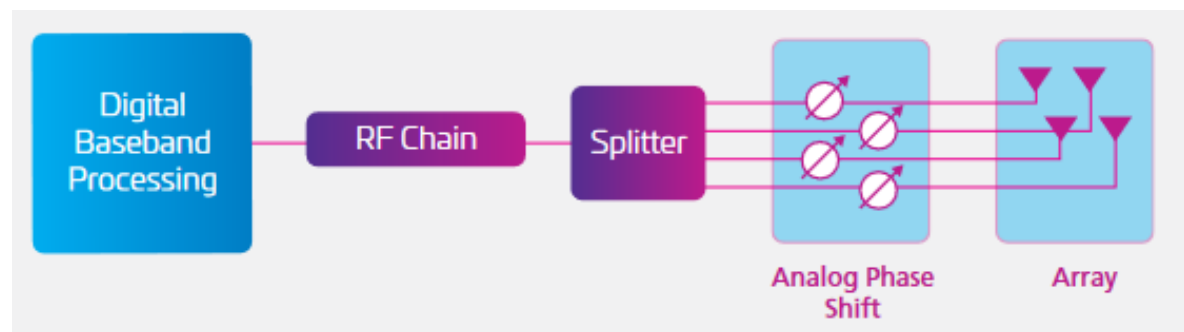 Digital
Baseband
Processing
RF Chain
Splitter
Analog Phase
Shift
Array